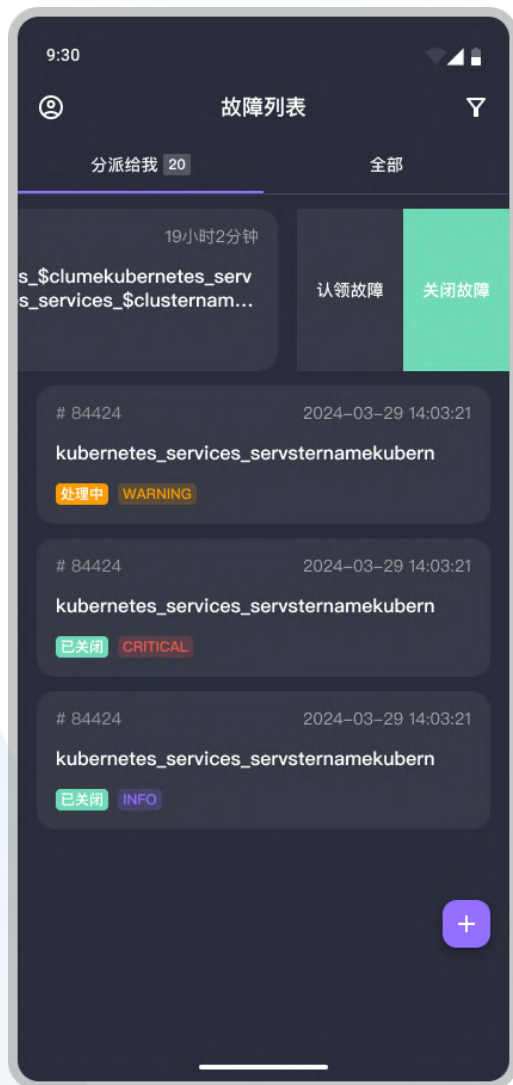 9:30
故障列表
分派给我 20
全部
19小时2分钟
s_$clumekubernetes_serv
s_services_$clusternam...
认领故障
关闭故障
# 84424
2024-03-29 14:03:21
kubernetes_services_servsternamekubern
处理中 WARNING
# 84424
2024-03-29 14:03:21
kubernetes_services_servsternamekubern
已关闭 CRITICAL
# 84424
2024-03-29 14:03:21
kubernetes_services_servsternamekubern
已关闭 INFO